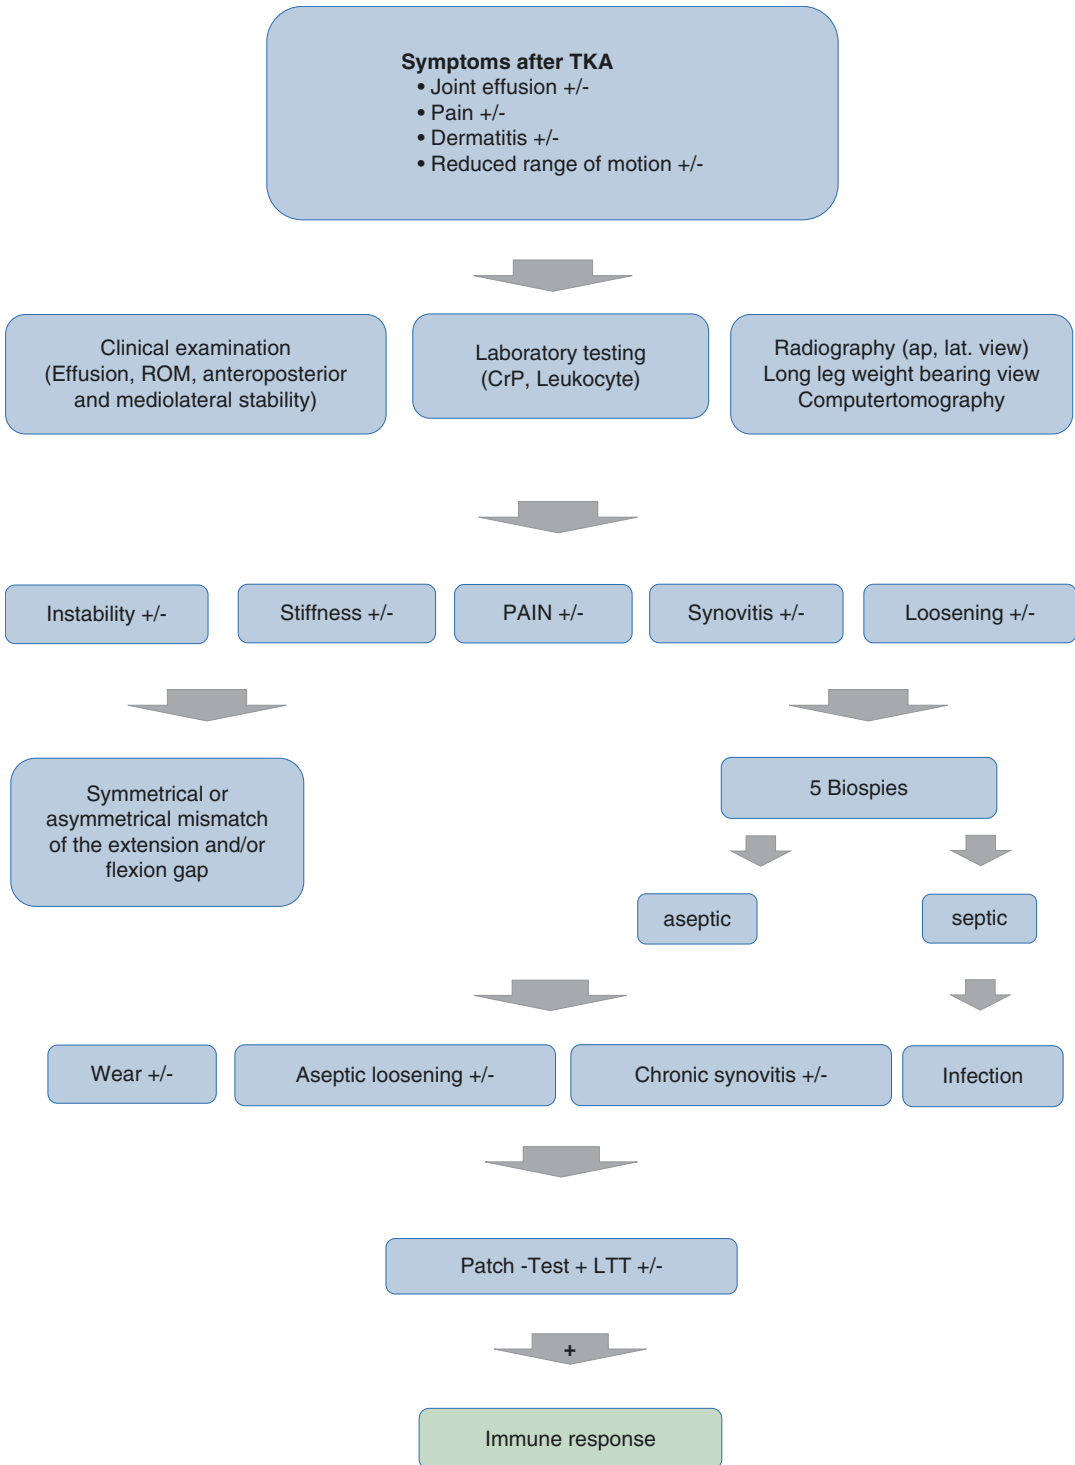 Symptoms after TKA
• Joint effusion +/-
• Pain +/-
• Dermatitis +/-
• Reduced range of motion +/-
Clinical examination
(Effusion, ROM, anteroposterior
and mediolateral stability)
Laboratory testing
(CrP, Leukocyte)
Radiography (ap, lat. view)
Long leg weight bearing view
Computertomography
Instability +/-
Stiffness +/-
PAIN +/-
Synovitis +/-
Loosening +/-
Symmetrical or
asymmetrical mismatch
of the extension and/or
flexion gap
5 Biospies
aseptic
septic
Wear +/-
Aseptic loosening +/-
Chronic synovitis +/-
Infection
Patch -Test + LTT +/-
+
Immune response